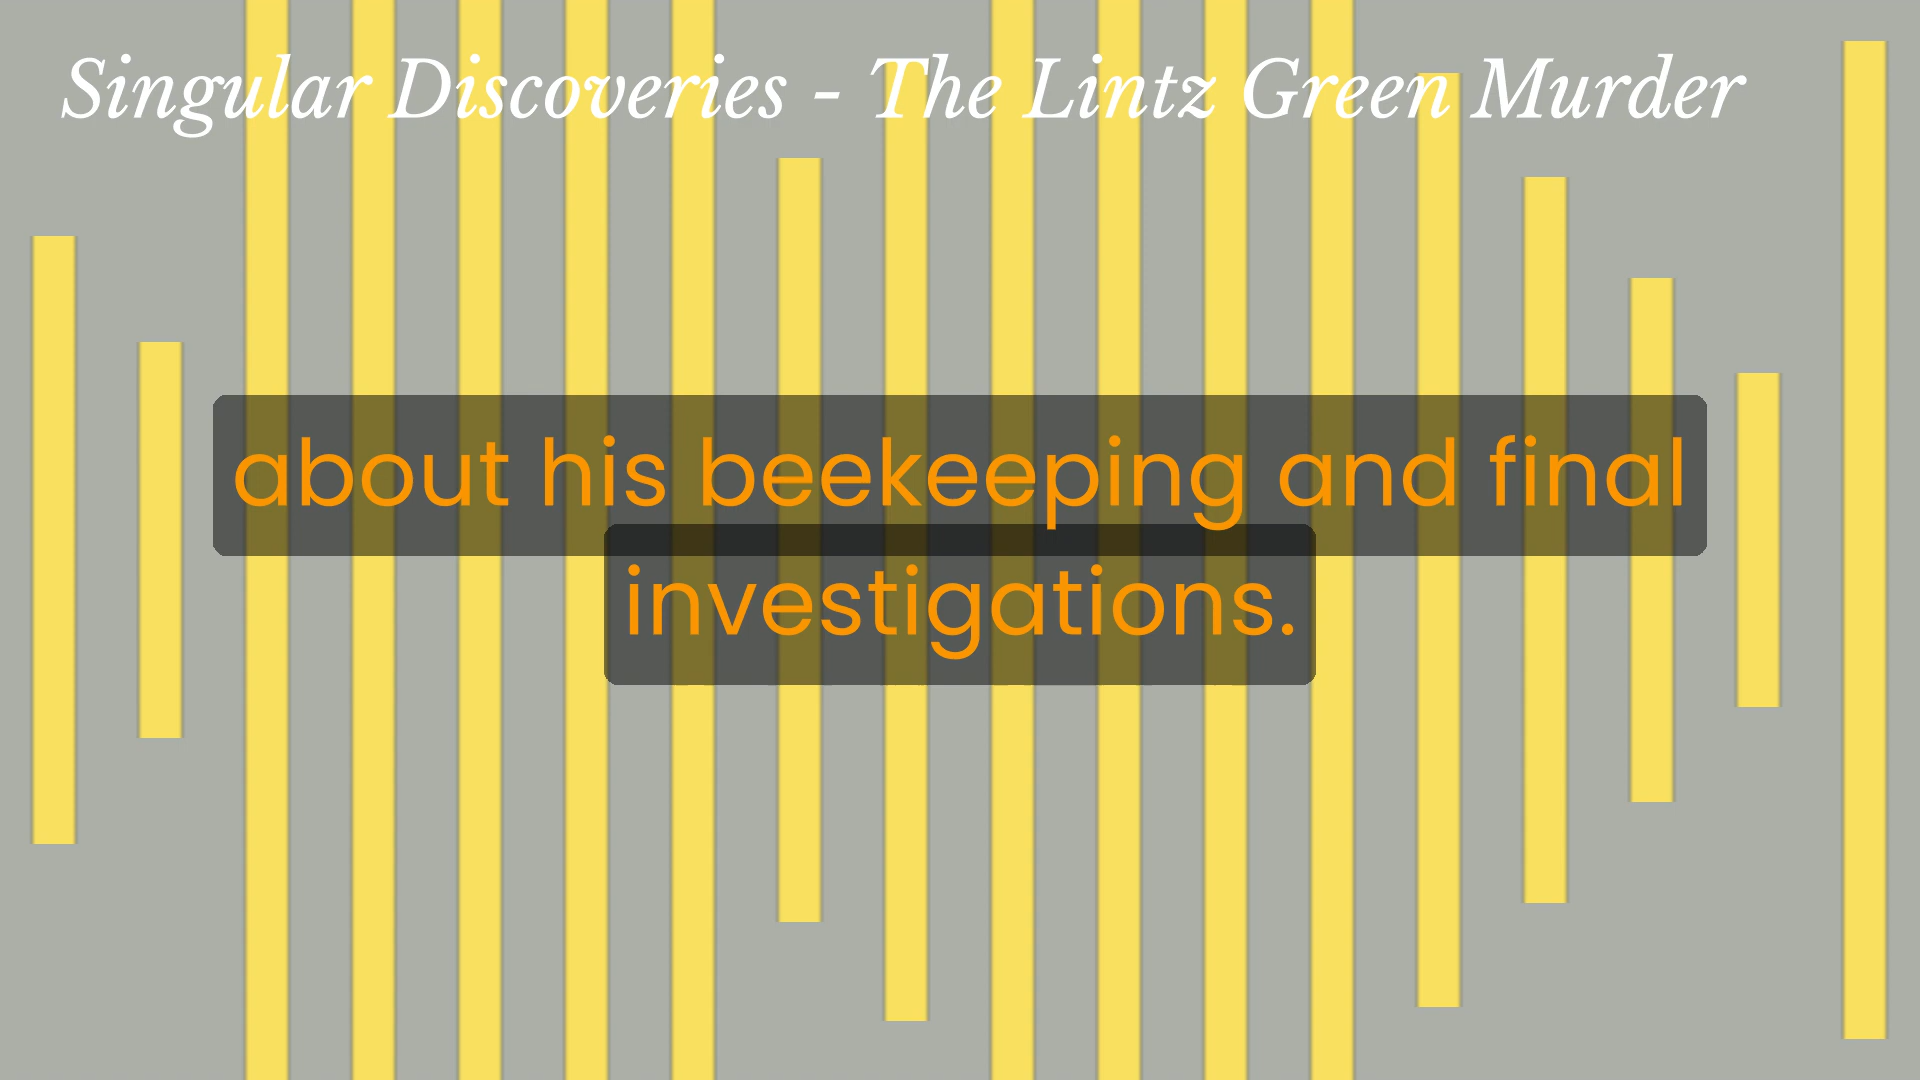 Singular Discoveries - The Lintz Green Murder
about his beekeeping and final
investigations.